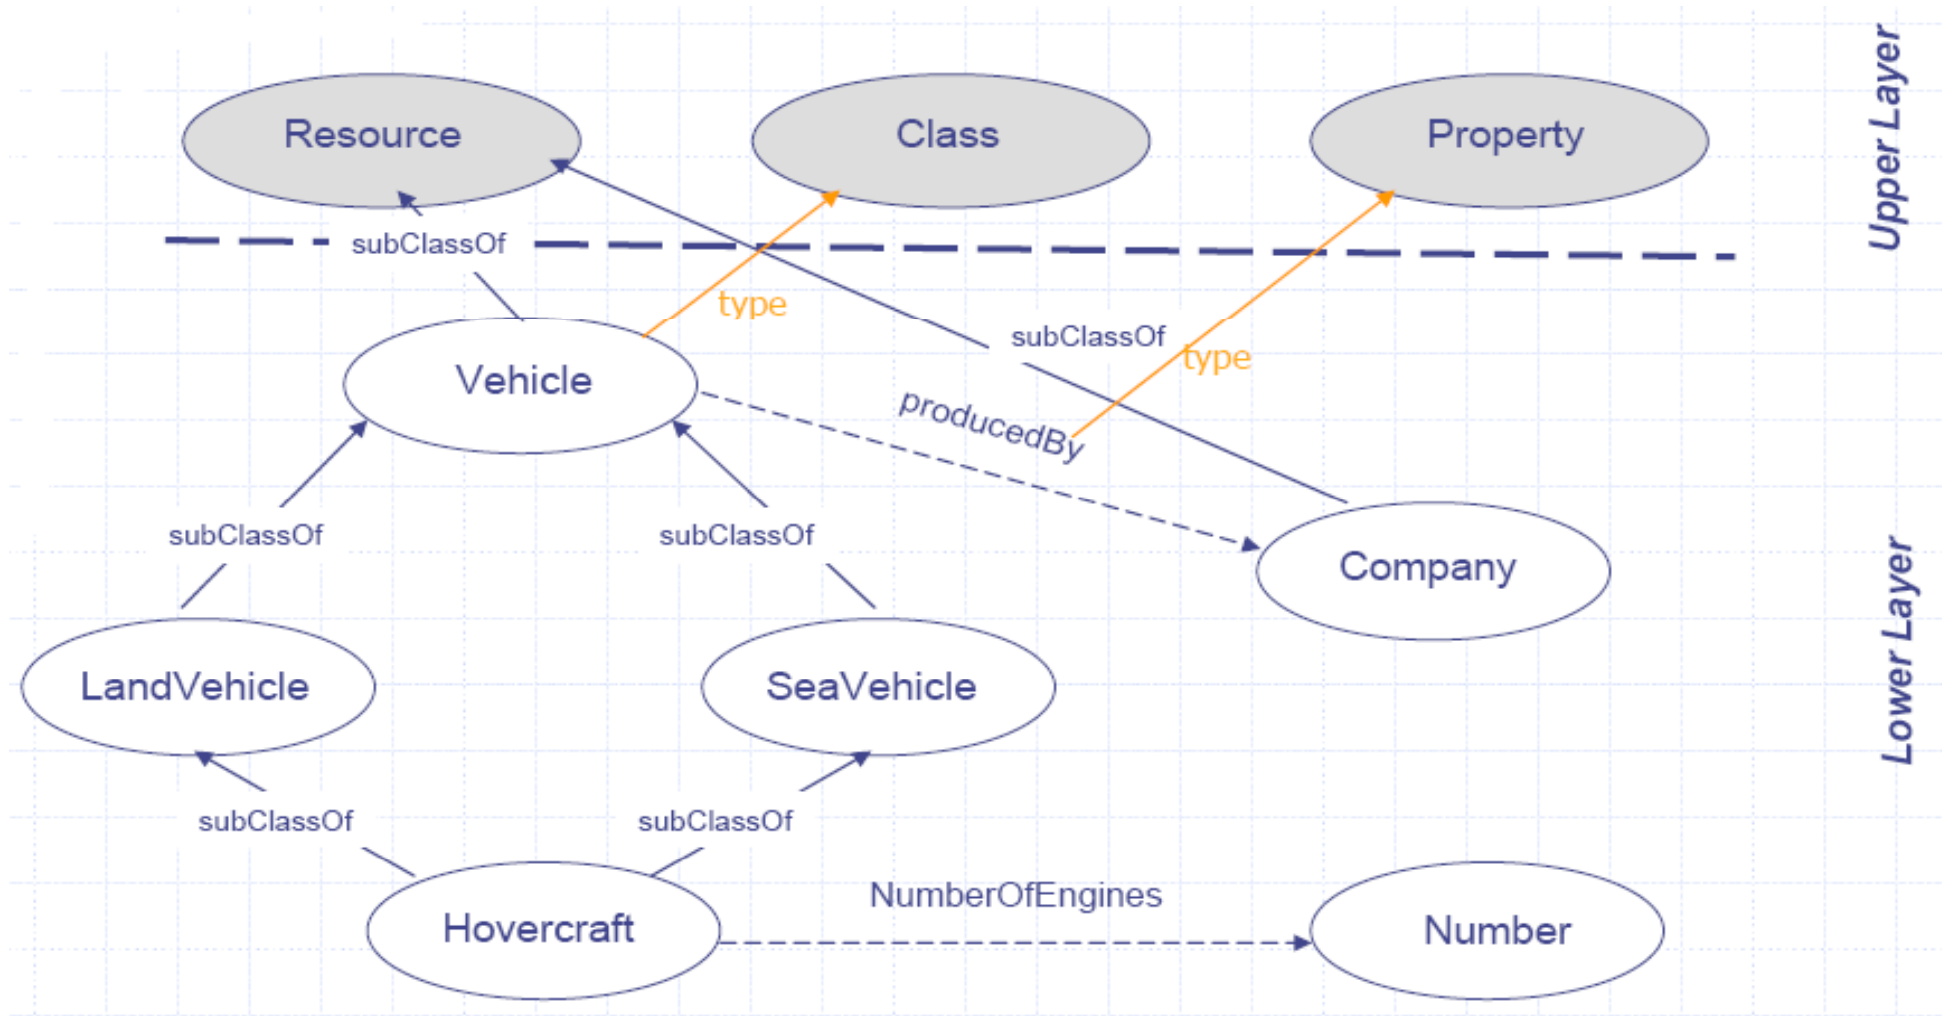 Resource
Class
Property
Upper Layer
subClassOf
type
subClassOf
type
Vehicle
producedBy
subClassOf
subClassOf
Company
LandVehicle
SeaVehicle
Lower Layer
subClassOf
subClassOf
NumberOfEngines
Hovercraft
Number